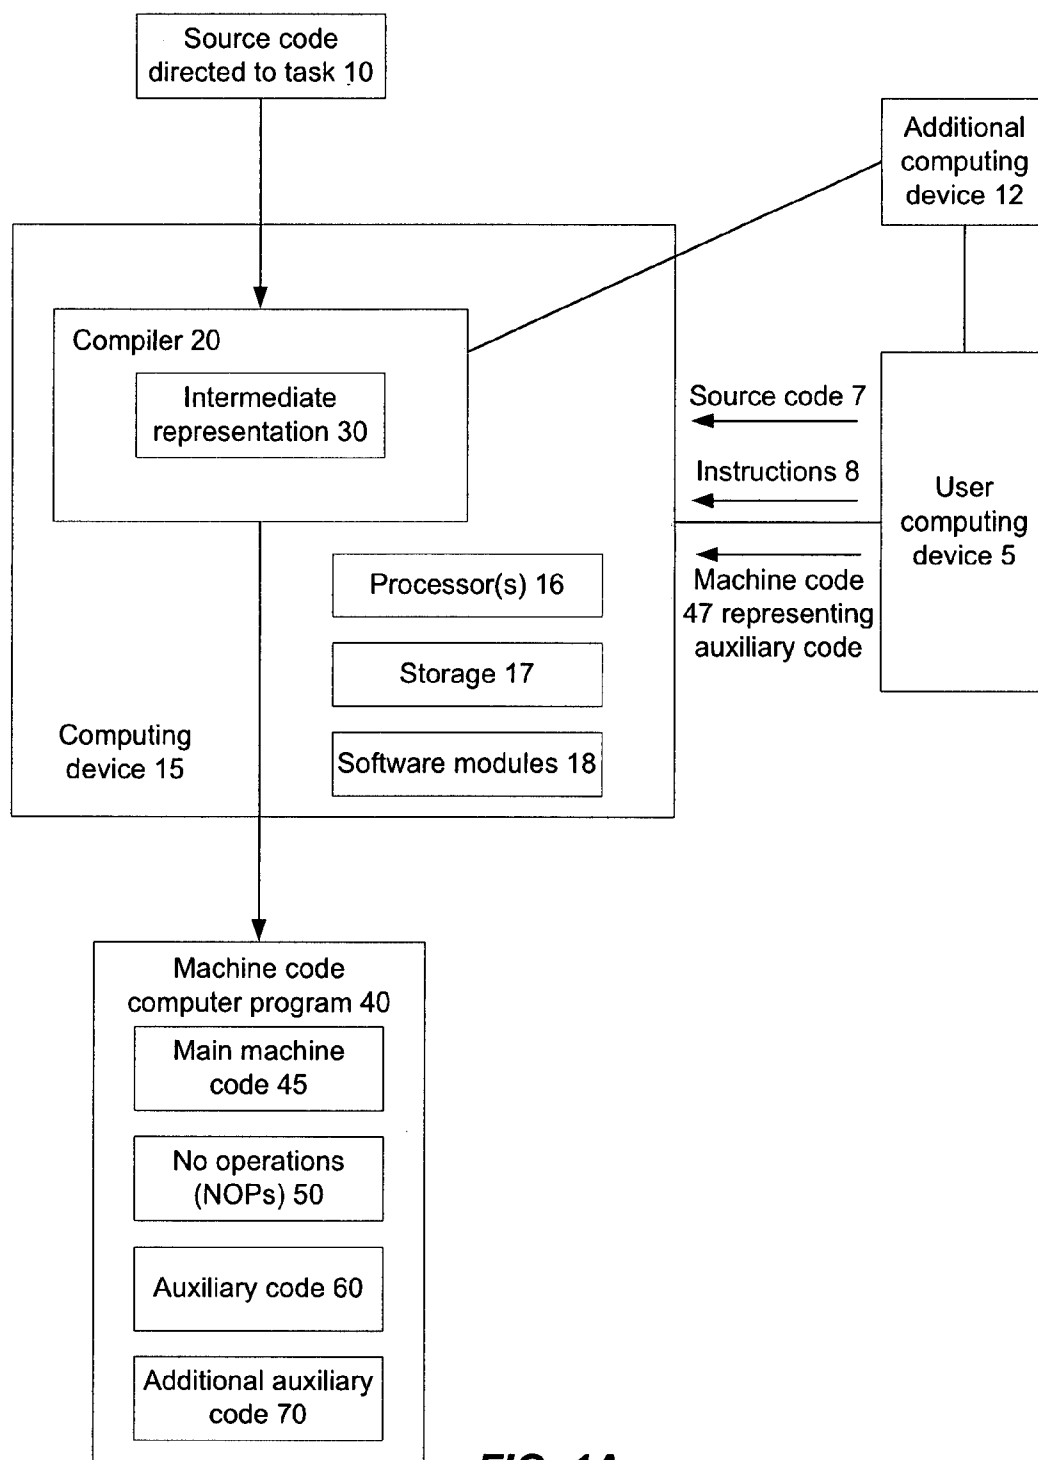 Source code
directed to task 10
Additional
computing
device 12
Compiler 20
Intermediate
representation 30
Source code 7
Instructions 8
Machine code
47 representing
auxiliary code
User
computing
device 5
Processor(s) 16
Storage 17
Software modules 18
Computing
device 15
Machine code
computer program 40
Main machine
code 45
No operations
(NOPs) 50
Auxiliary code 60
Additional auxiliary
code 70
FIG. 1A